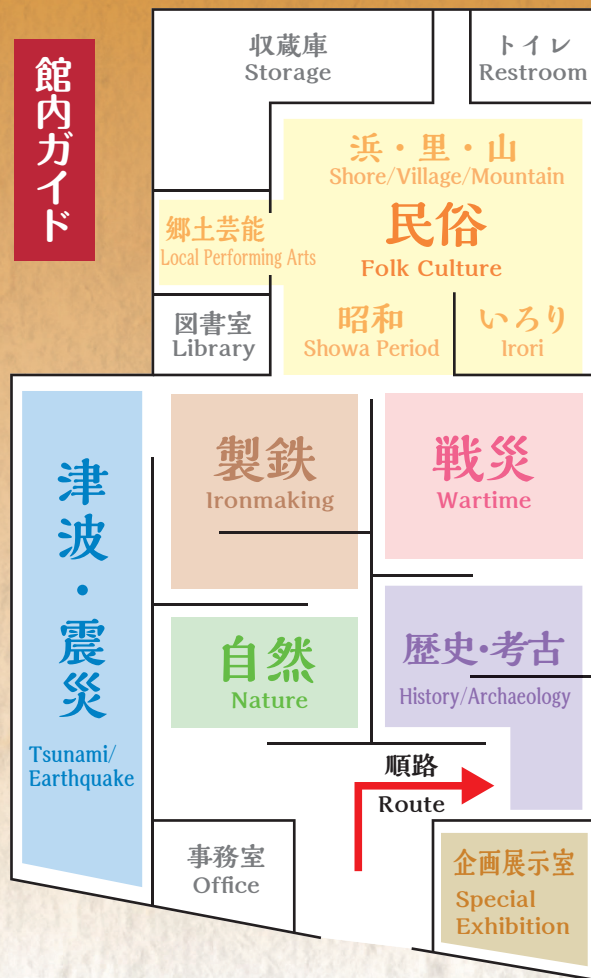 館内ガイド
収蔵庫
Storage
トイレ
Restroom
浜・里・山
Shore/Village/Mountain
民俗
Folk Culture
郷土芸能
Local Performing Arts
図書室
Library
昭和
Showa Period
いろり
Irori
津波・震災
Tsunami/
Earthquake
製鉄
Ironmaking
戦災
Wartime
自然
Nature
歴史・考古
History/Archaeology
順路
Route
事務室
Office
企画展示室
Special
Exhibition